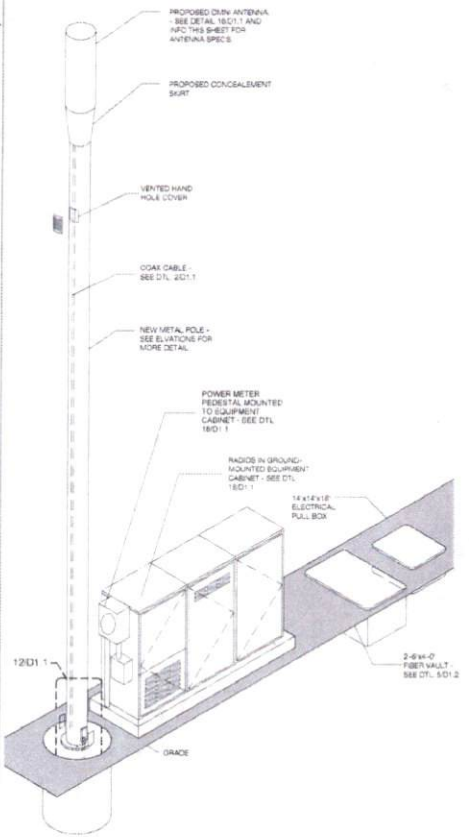 PROPOSED OMNI ANTENNA
- SEE DETAIL 16/D1.1 AND
INFO THIS SHEET FOR
ANTENNA SPECS
PROPOSED CONCEALEMENT
SKIRT
VENTED HAND
HOLE COVER
COAX CABLE -
SEE DTL 2/D1.1
NEW METAL POLE -
SEE ELVATIONS FOR
MORE DETAIL
POWER METER
PEDESTAL MOUNTED
TO EQUIPMENT
CABINET - SEE DTL
18/D1.1
RADIOS IN GROUND-
MOUNTED EQUIPMENT
CABINET - SEE DTL
18/D1.1
14"x14"x18"
ELECTRICAL
PULL BOX
12/D1.1
2'-6"x4'-0"
FIBER VAULT -
SEE DTL 5/D1.2
GRADE